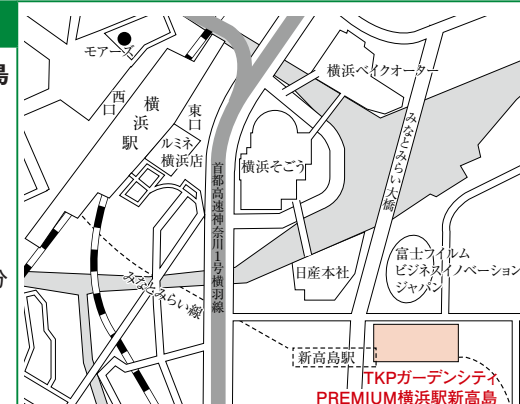 島
分
モアーズ
西口
横浜駅
東口
ルミネ
横浜店
横浜ベイクオーター
横浜そごう
みなとみらい大橋
首都高速神奈川1号横羽線
日産本社
富士フイルム
ビジネスイノベーション
ジャパン
みなとみらい線
新高島駅
TKPガーデンシティ
PREMIUM横浜駅新高島